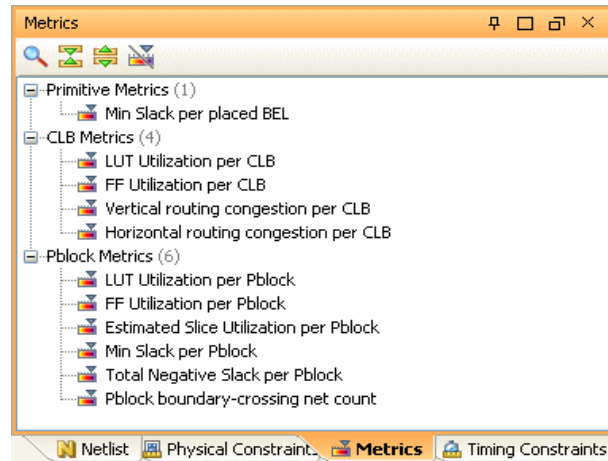 Metrics
Primitive Metrics (1)
Min Slack per placed BEL
CLB Metrics (4)
LUT Utilization per CLB
FF Utilization per CLB
Vertical routing congestion per CLB
Horizontal routing congestion per CLB
Pblock Metrics (6)
LUT Utilization per Pblock
FF Utilization per Pblock
Estimated Slice Utilization per Pblock
Min Slack per Pblock
Total Negative Slack per Pblock
Pblock boundary-crossing net count
Netlist Physical Constraint Metrics Timing Constraints